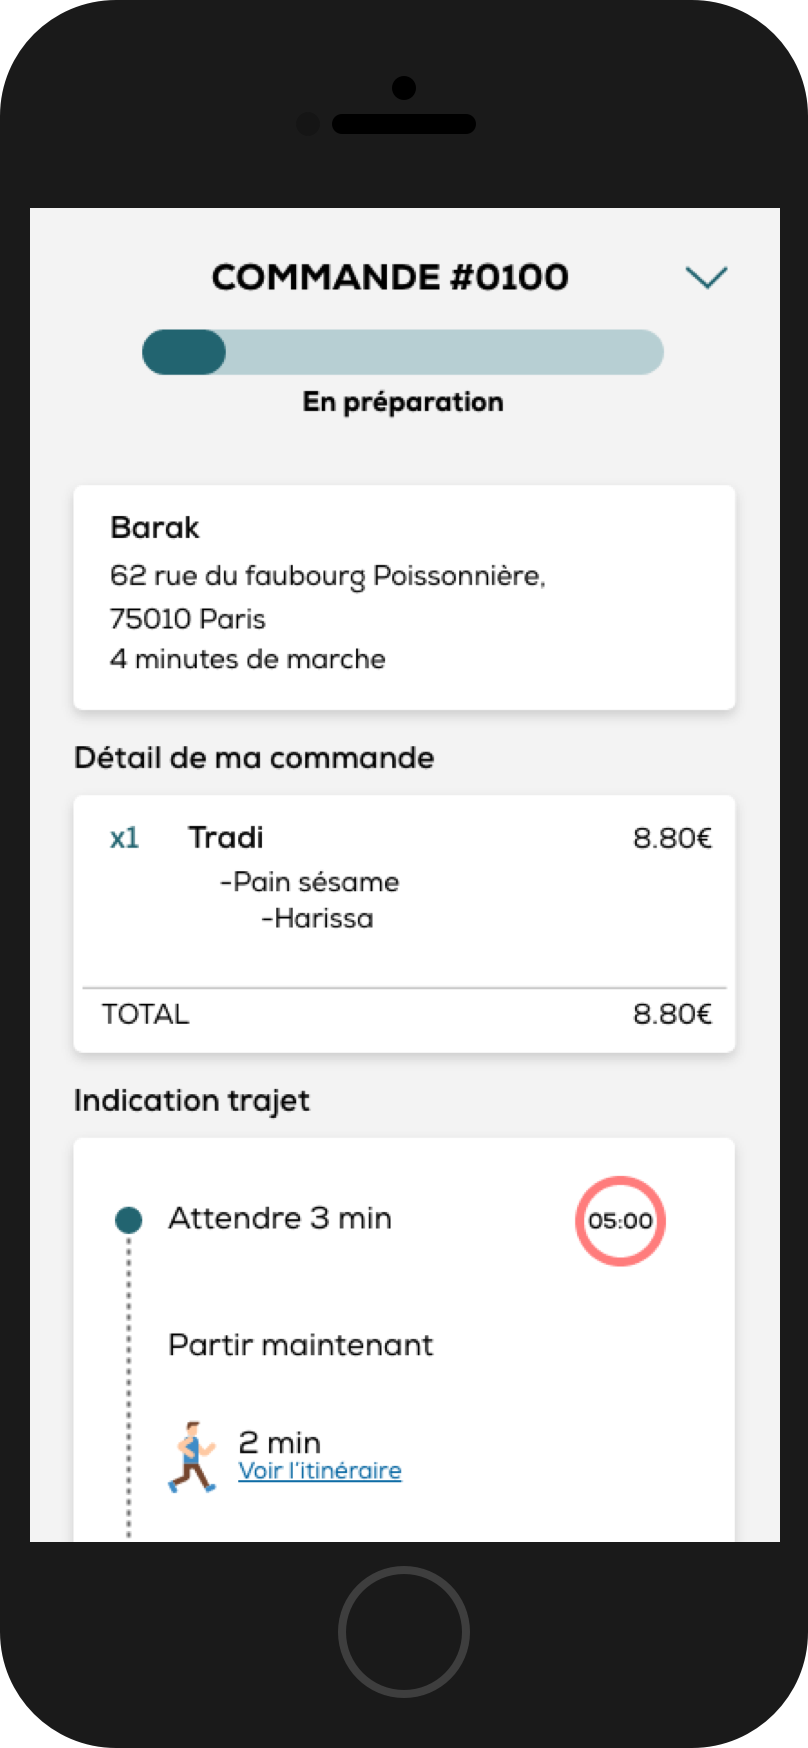 COMMANDE #0100
En préparation
Barak
62 rue du faubourg Poissonnière,
75010 Paris
4 minutes de marche
Détail de ma commande
x1 Tradi 8.80€
-Pain sésame
-Harissa
TOTAL 8.80€
Indication trajet
Attendre 3 min 05:00
Partir maintenant
2 min
Voir l'itinéraire